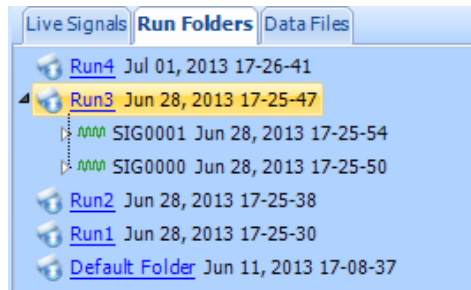 Live Signals Run Folders Data Files
Run4 Jul 01, 2013 17-26-41
Run3 Jun 28, 2013 17-25-47
SIG0001 Jun 28, 2013 17-25-54
SIG0000 Jun 28, 2013 17-25-50
Run2 Jun 28, 2013 17-25-38
Run1 Jun 28, 2013 17-25-30
Default Folder Jun 11, 2013 17-08-37